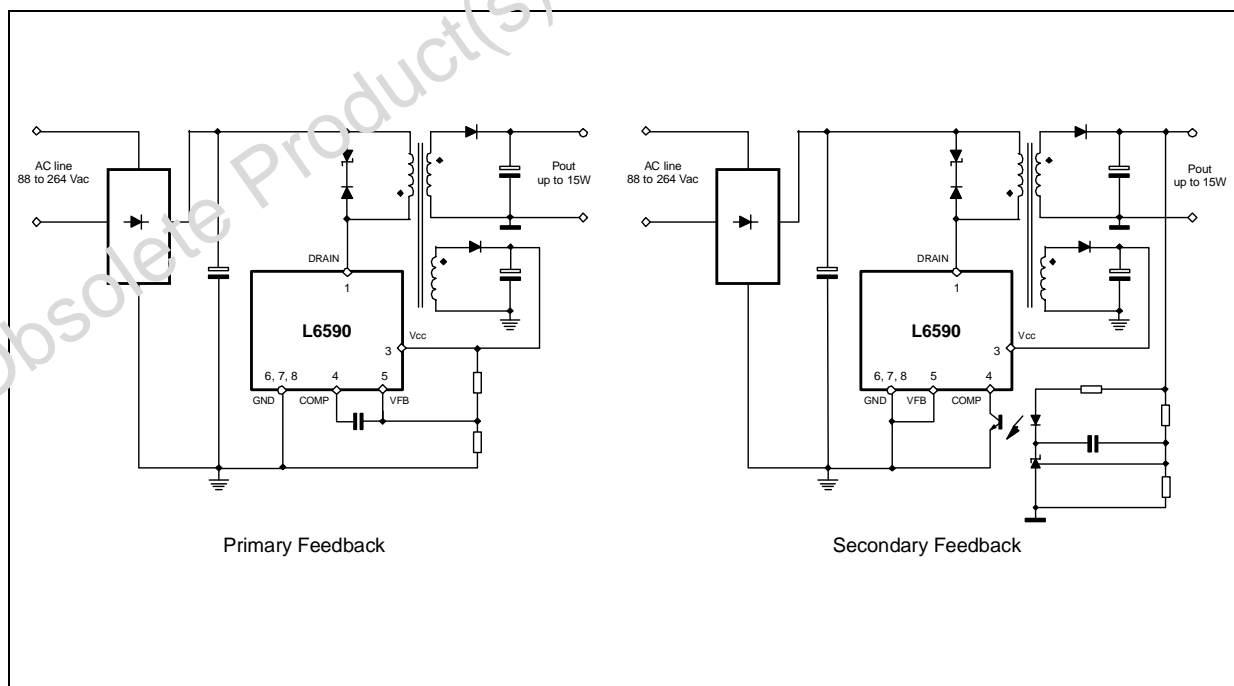 Obsolete Product(s)
AC line
88 to 264 Vac
Pout
up to 15W
DRAIN
1
L6590
Vcc
3
6, 7, 8
4
5
GND
COMP
VFB
Primary Feedback
AC line
88 to 264 Vac
Pout
up to 15W
DRAIN
1
L6590
Vcc
3
6, 7, 8
5
4
GND
VFB
COMP
Secondary Feedback